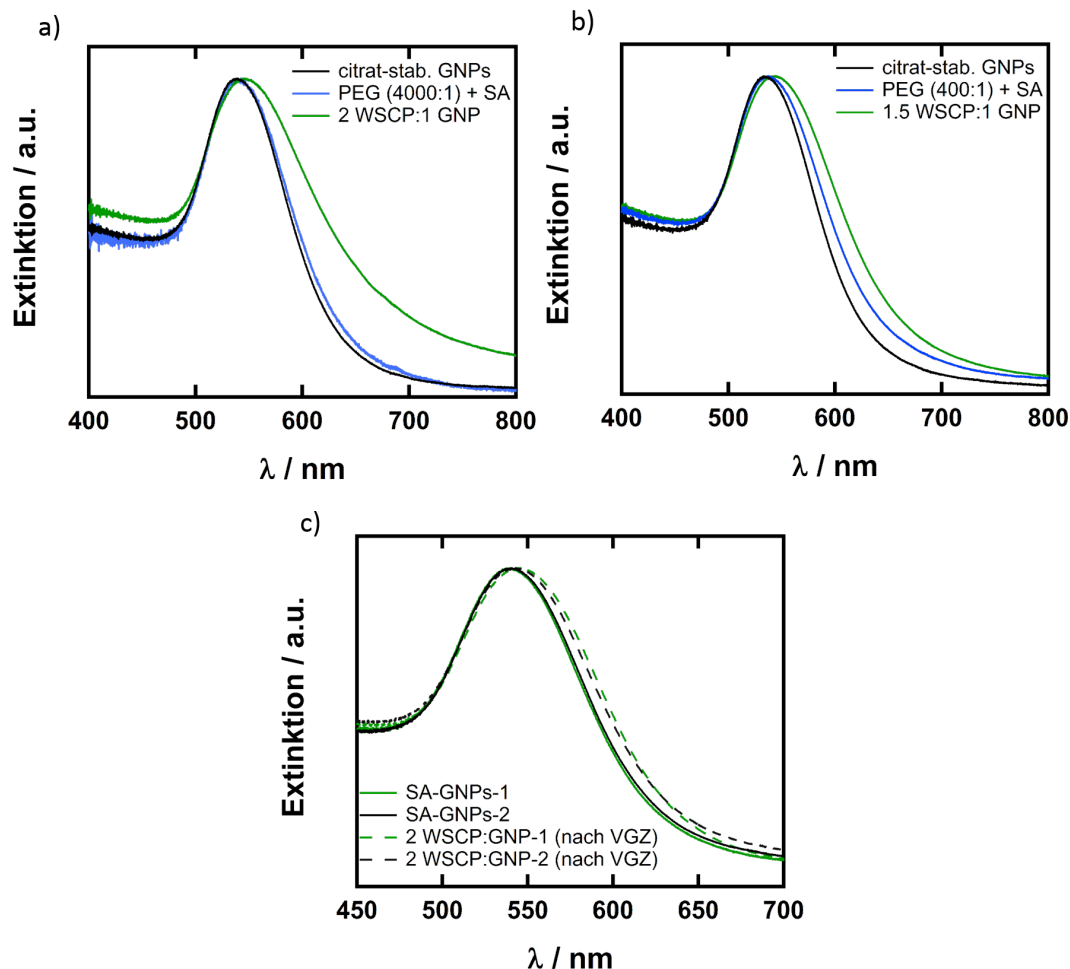 a)
citrat-stab. GNPs
PEG (4000:1) + SA
2 WSCP:1 GNP
Extinktion / a.u.
400 500 600 700 800
λ / nm
b)
citrat-stab. GNPs
PEG (400:1) + SA
1.5 WSCP:1 GNP
Extinktion / a.u.
400 500 600 700 800
λ / nm
c)
SA-GNPs-1
SA-GNPs-2
2 WSCP:GNP-1 (nach VGZ)
2 WSCP:GNP-2 (nach VGZ)
Extinktion / a.u.
450 500 550 600 650 700
λ / nm